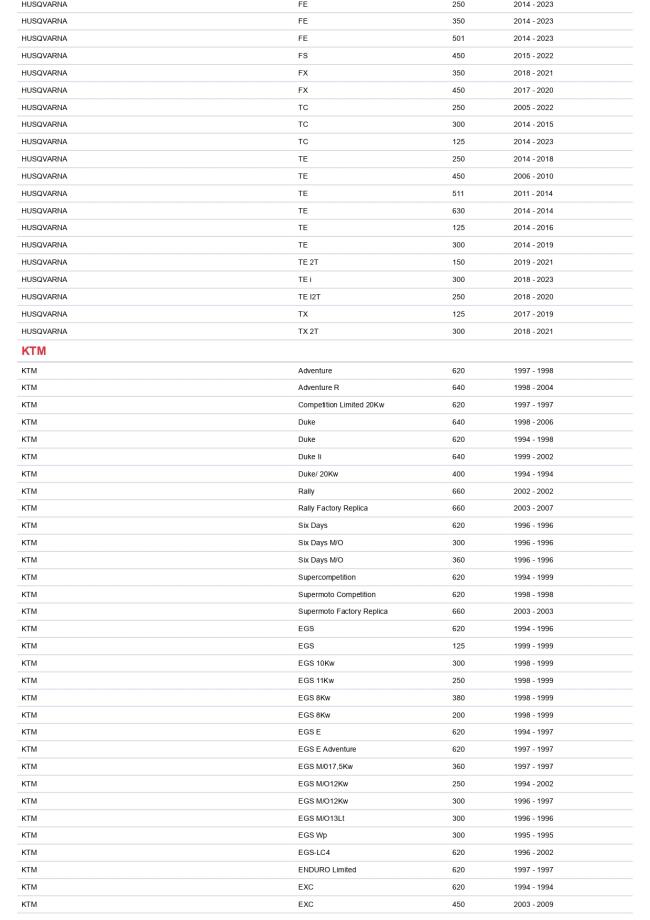 HUSQVARNA FE 250 2014 - 2023
HUSQVARNA FE 350 2014 - 2023
HUSQVARNA FE 501 2014 - 2023
HUSQVARNA FS 450 2015 - 2022
HUSQVARNA FX 350 2018 - 2021
HUSQVARNA FX 450 2017 - 2020
HUSQVARNA TC 250 2005 - 2022
HUSQVARNA TC 300 2014 - 2015
HUSQVARNA TC 125 2014 - 2023
HUSQVARNA TE 250 2014 - 2018
HUSQVARNA TE 450 2006 - 2010
HUSQVARNA TE 511 2011 - 2014
HUSQVARNA TE 630 2014 - 2014
HUSQVARNA TE 125 2014 - 2016
HUSQVARNA TE 300 2014 - 2019
HUSQVARNA TE 2T 150 2019 - 2021
HUSQVARNA TE i 300 2018 - 2023
HUSQVARNA TE I2T 250 2018 - 2020
HUSQVARNA TX 125 2017 - 2019
HUSQVARNA TX 2T 300 2018 - 2021
KTM
KTM Adventure 620 1997 - 1998
KTM Adventure R 640 1998 - 2004
KTM Competition Limited 20Kw 620 1997 - 1997
KTM Duke 640 1998 - 2006
KTM Duke 620 1994 - 1998
KTM Duke Ii 640 1999 - 2002
KTM Duke/ 20Kw 400 1994 - 1994
KTM Rally 660 2002 - 2002
KTM Rally Factory Replica 660 2003 - 2007
KTM Six Days 620 1996 - 1996
KTM Six Days M/O 300 1996 - 1996
KTM Six Days M/O 360 1996 - 1996
KTM Supercompetition 620 1994 - 1999
KTM Supermoto Competition 620 1998 - 1998
KTM Supermoto Factory Replica 660 2003 - 2003
KTM EGS 620 1994 - 1996
KTM EGS 125 1999 - 1999
KTM EGS 10Kw 300 1998 - 1999
KTM EGS 11Kw 250 1998 - 1999
KTM EGS 8Kw 380 1998 - 1999
KTM EGS 8Kw 200 1998 - 1999
KTM EGS E 620 1994 - 1997
KTM EGS E Adventure 620 1997 - 1997
KTM EGS M/017,5Kw 360 1997 - 1997
KTM EGS M/O12Kw 250 1994 - 2002
KTM EGS M/O12Kw 300 1996 - 1997
KTM EGS M/O13Lt 300 1996 - 1996
KTM EGS Wp 300 1995 - 1995
KTM EGS-LC4 620 1996 - 2002
KTM ENDURO Limited 620 1997 - 1997
KTM EXC 620 1994 - 1994
KTM EXC 450 2003 - 2009